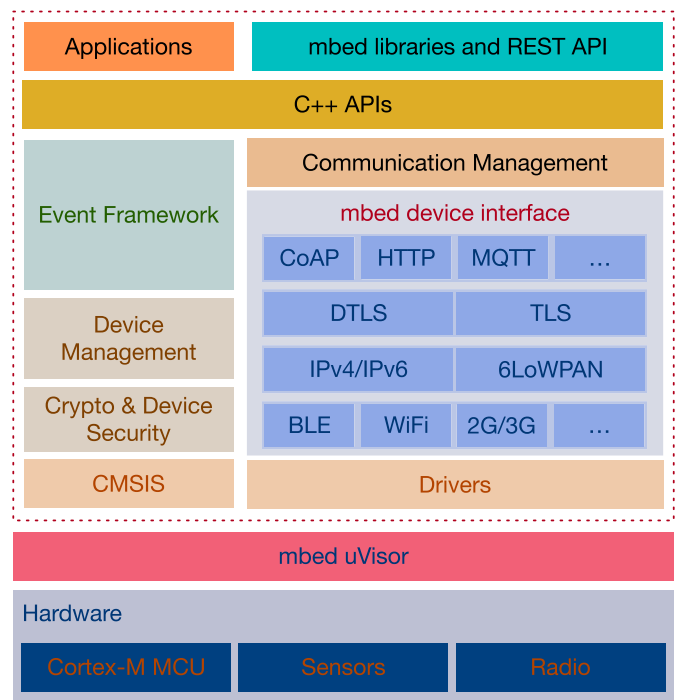 Applications
mbed libraries and REST API
C++ APIs
Event Framework
Communication Management
mbed device interface
CoAP
HTTP
MQTT
...
DTLS
TLS
Device
Management
IPv4/IPv6
6LoWPAN
Crypto & Device
Security
BLE
WiFi
2G/3G
...
CMSIS
Drivers
mbed uVisor
Hardware
Cortex-M MCU
Sensors
Radio